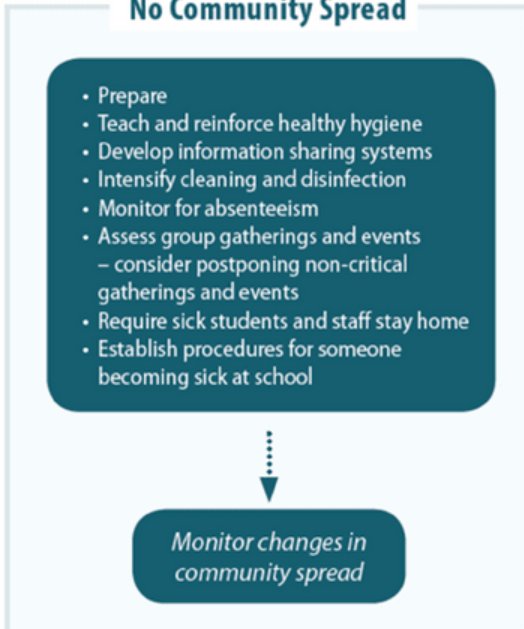 No Community Spread
• Prepare
• Teach and reinforce healthy hygiene
• Develop information sharing systems
• Intensify cleaning and disinfection
• Monitor for absenteeism
• Assess group gatherings and events
– consider postponing non-critical
gatherings and events
• Require sick students and staff stay home
• Establish procedures for someone
becoming sick at school
Monitor changes in
community spread